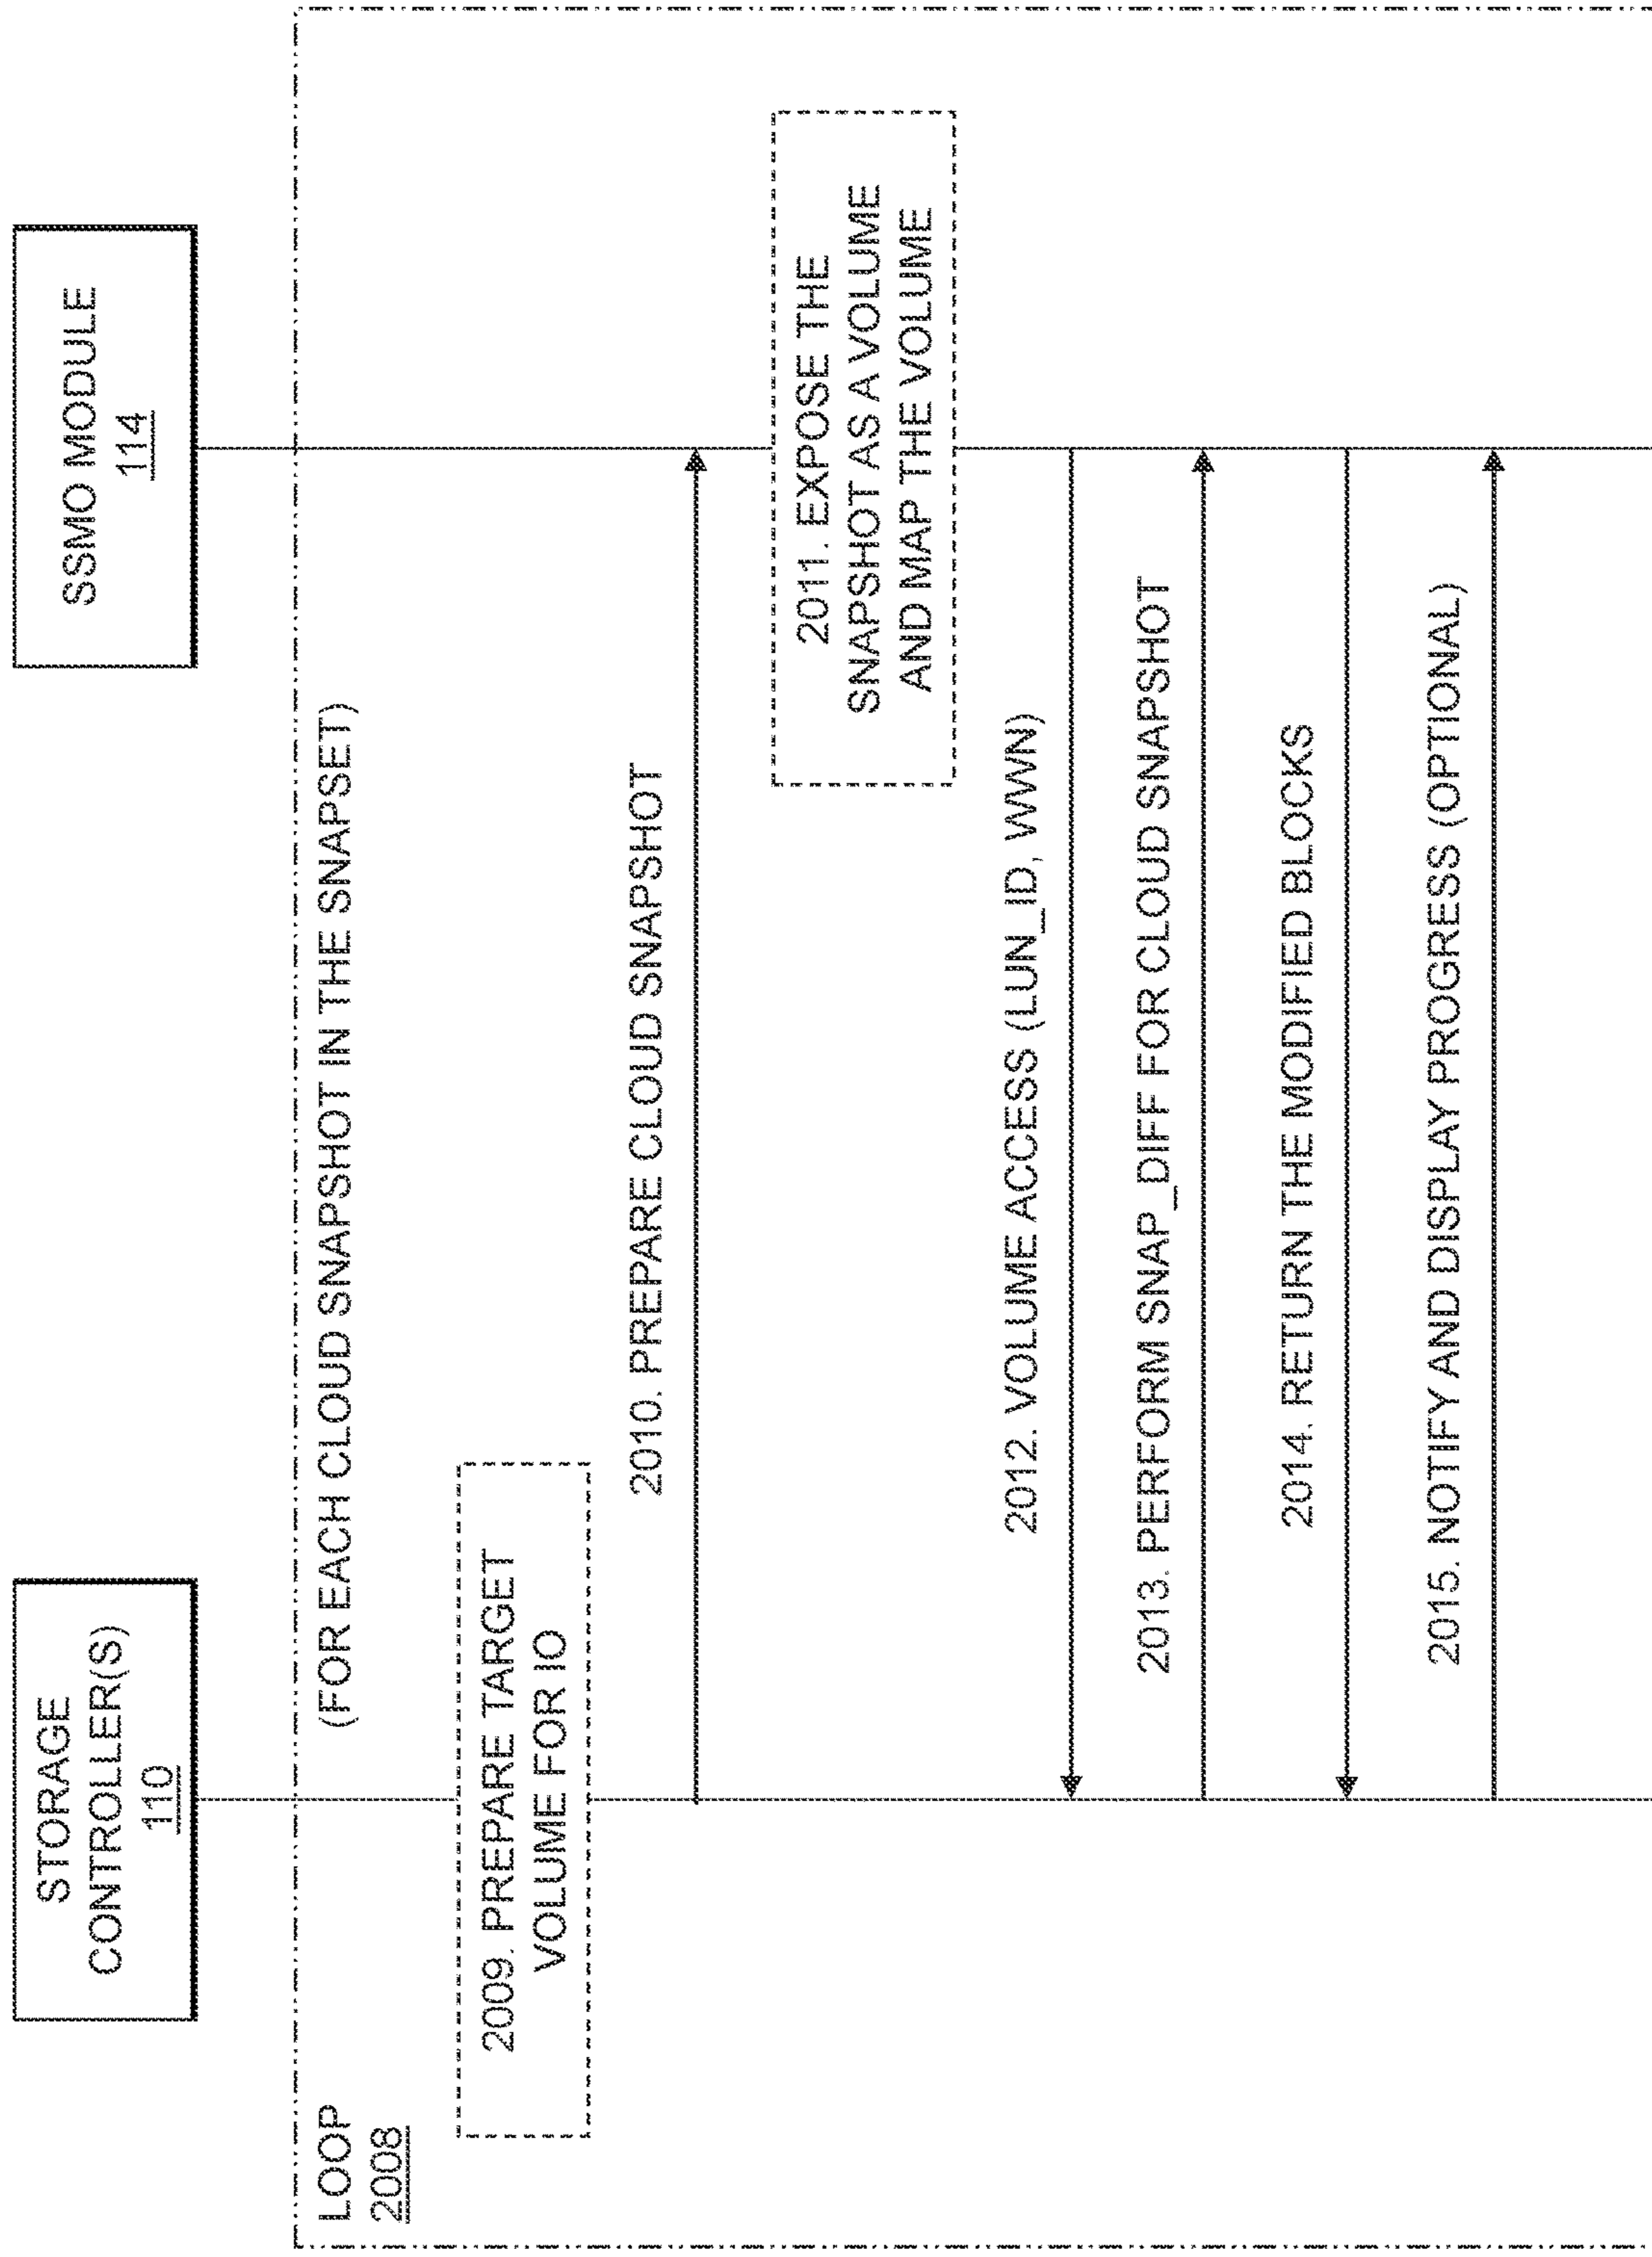 STORAGE
CONTROLLER(S)
110
SSMO MODULE
114
LOOP
2008
(FOR EACH CLOUD SNAPSHOT IN THE SNAPSET)
2009. PREPARE TARGET
VOLUME FOR IO
2010. PREPARE CLOUD SNAPSHOT
2011. EXPOSE THE
SNAPSHOT AS A VOLUME
AND MAP THE VOLUME
2012. VOLUME ACCESS (LUN_ID, WWN)
2013. PERFORM SNAP_DIFF FOR CLOUD SNAPSHOT
2014. RETURN THE MODIFIED BLOCKS
2015. NOTIFY AND DISPLAY PROGRESS (OPTIONAL)